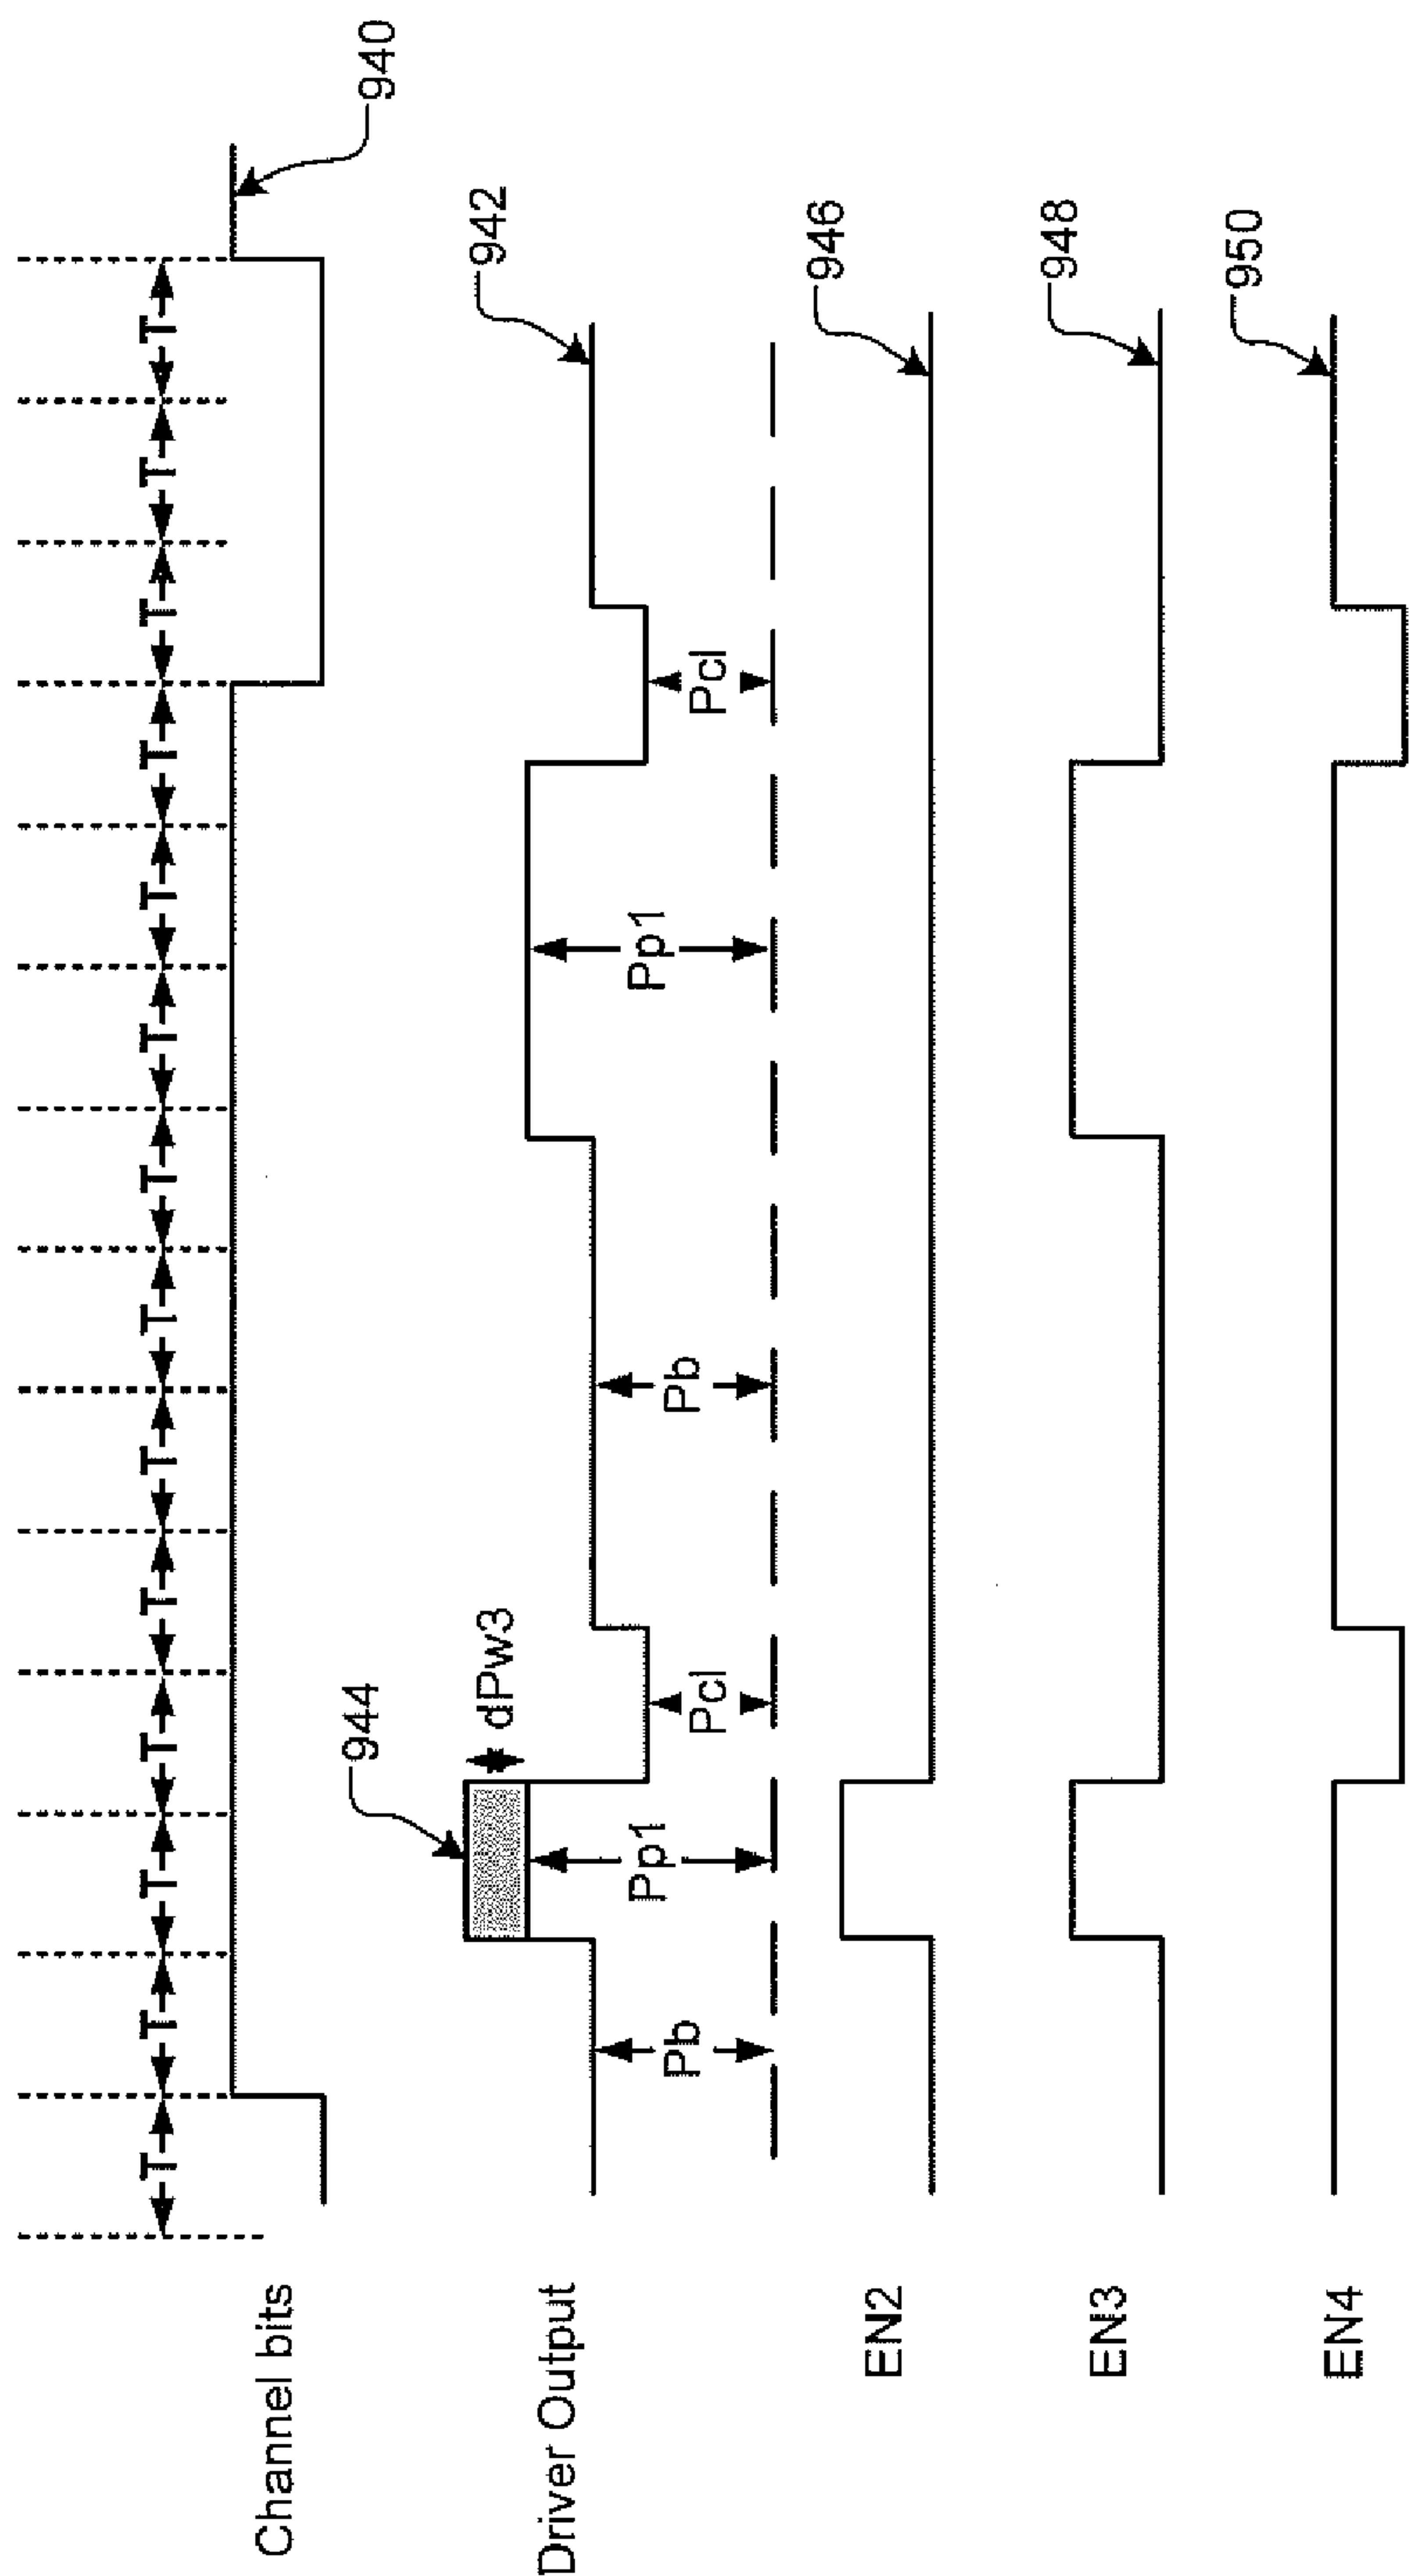 T T T T T T T T T T T T T T
Channel bits
940
944
dPw3
942
Driver Output
Pb
Pp1
Pcl
Pb
Pp1
Pcl
EN2
946
EN3
948
EN4
950